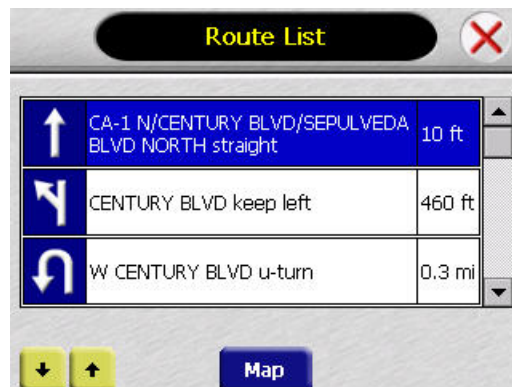 Route List
CA-1 N/CENTURY BLVD/SEPULVEDA
BLVD NORTH straight
10 ft
CENTURY BLVD keep left
460 ft
W CENTURY BLVD u-turn
0.3 mi
Map